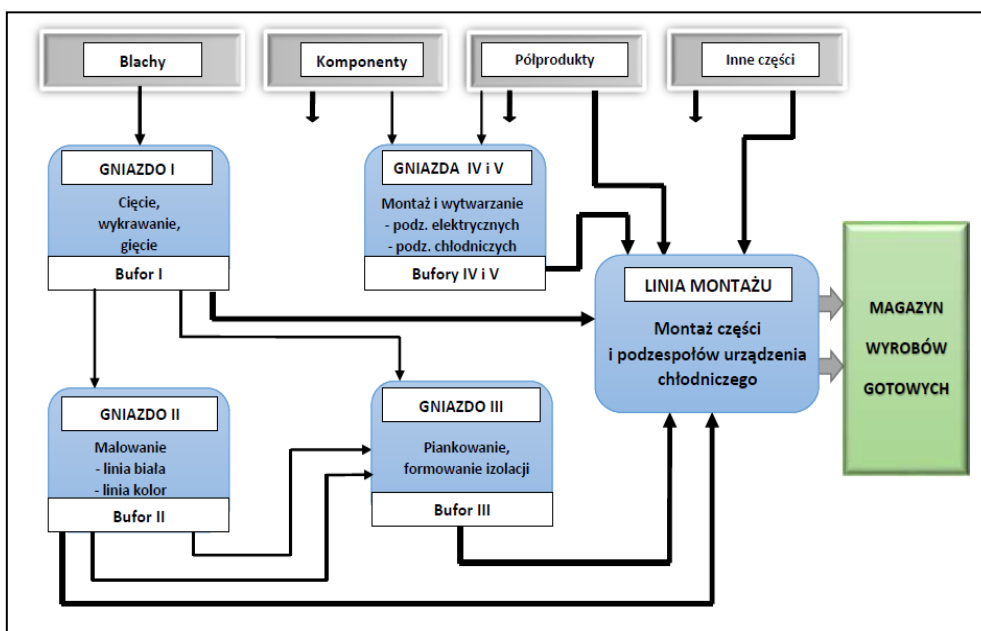 Blachy
Komponenty
Półprodukty
Inne części
GNIAZDO I
Cięcie,
wykrawanie,
gięcie
Bufor I
GNIAZDA IV i V
Montaż i wytwarzanie
- podz. elektrycznych
- podz. chłodniczych
Bufory IV i V
LINIA MONTAŻU
Montaż części
i podzespołów urządzenia
chłodniczego
MAGAZYN
WYROBÓW
GOTOWYCH
GNIAZDO II
Malowanie
- linia biała
- linia kolor
Bufor II
GNIAZDO III
Piankowanie,
formowanie izolacji
Bufor III